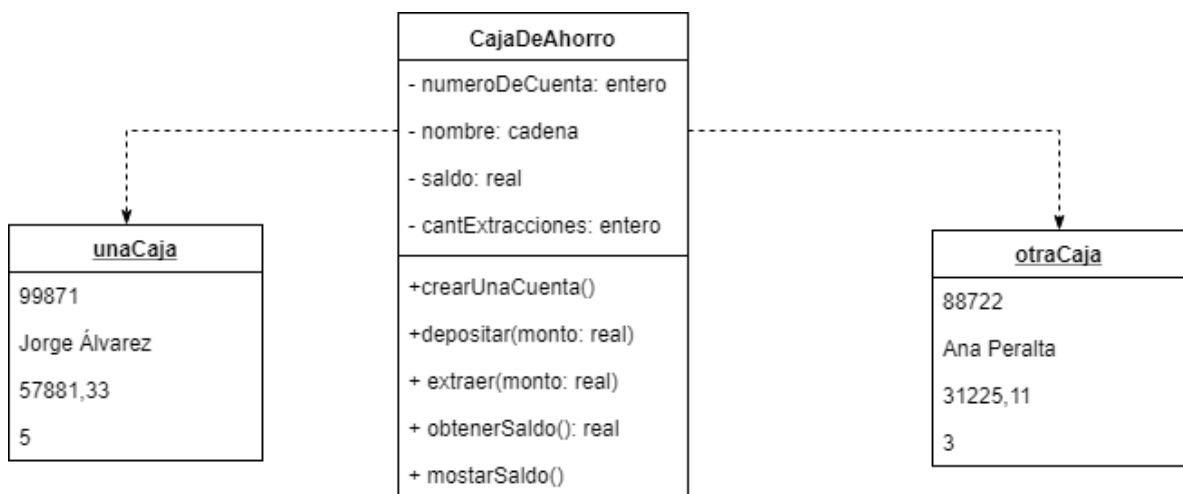 CajaDeAhorro
- numeroDeCuenta: entero
- nombre: cadena
- saldo: real
- cantExtracciones: entero
+crearUnaCuenta()
+depositar(monto: real)
+ extraer(monto: real)
+ obtenerSaldo(): real
+ mostarSaldo()
unaCaja
99871
Jorge Álvarez
57881,33
5
otraCaja
88722
Ana Peralta
31225,11
3